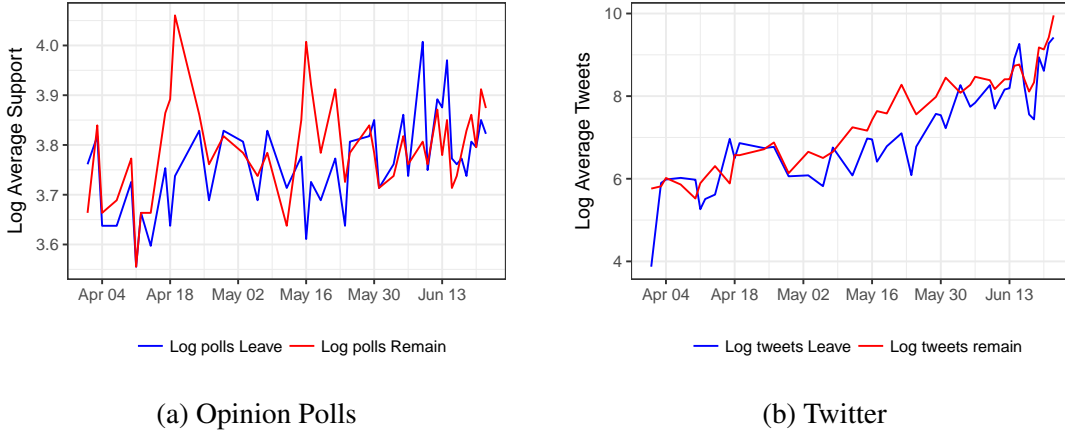 Log Average Support
4.0
3.9
3.8
3.7
3.6
Apr 04 Apr 18 May 02 May 16 May 30 Jun 13
Log polls Leave Log polls Remain
(a) Opinion Polls
Log Average Tweets
10
8
6
4
Apr 04 Apr 18 May 02 May 16 May 30 Jun 13
Log tweets Leave Log tweets remain
(b) Twitter